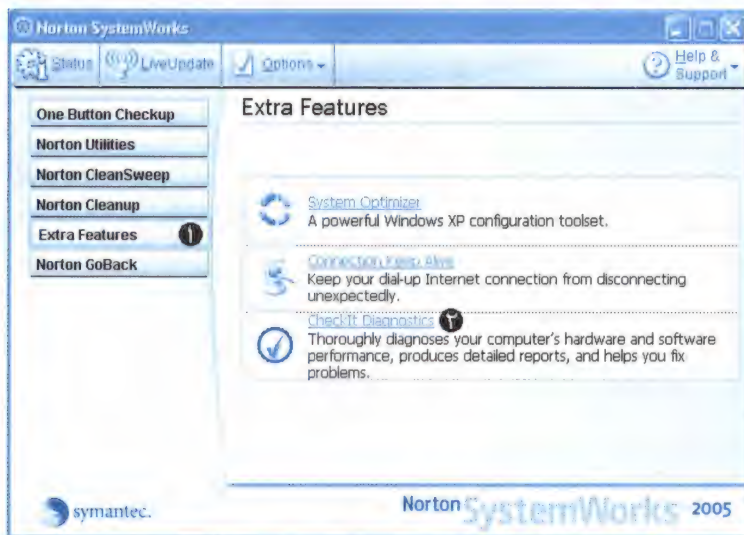 Norton SystemWorks
Status LiveUpdate Options Help & Support
One Button Checkup
Norton Utilities
Norton CleanSweep
Norton Cleanup
Extra Features ١
Norton GoBack
Extra Features
System Optimizer
A powerful Windows XP configuration toolset.
Connection Keep Alive
Keep your dial-up Internet connection from disconnecting
unexpectedly.
CheckIt Diagnostics ٢
Thoroughly diagnoses your computer's hardware and software
performance, produces detailed reports, and helps you fix
problems.
symantec.
Norton SystemWorks 2005